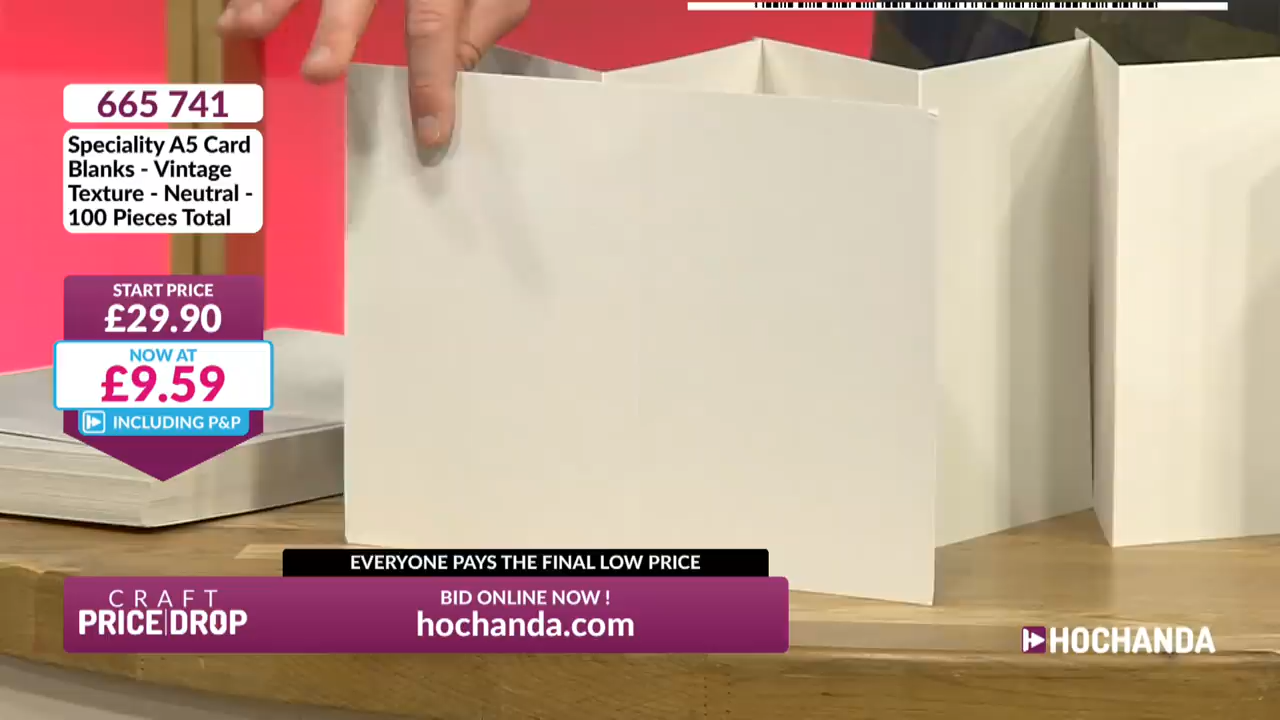 665 741
Speciality A5 Card
Blanks - Vintage
Texture - Neutral -
100 Pieces Total
START PRICE
£29.90
NOW AT
£9.59
INCLUDING P&P
EVERYONE PAYS THE FINAL LOW PRICE
CRAFT
PRICE DROP
BID ONLINE NOW !
hochanda.com
HOCHANDA